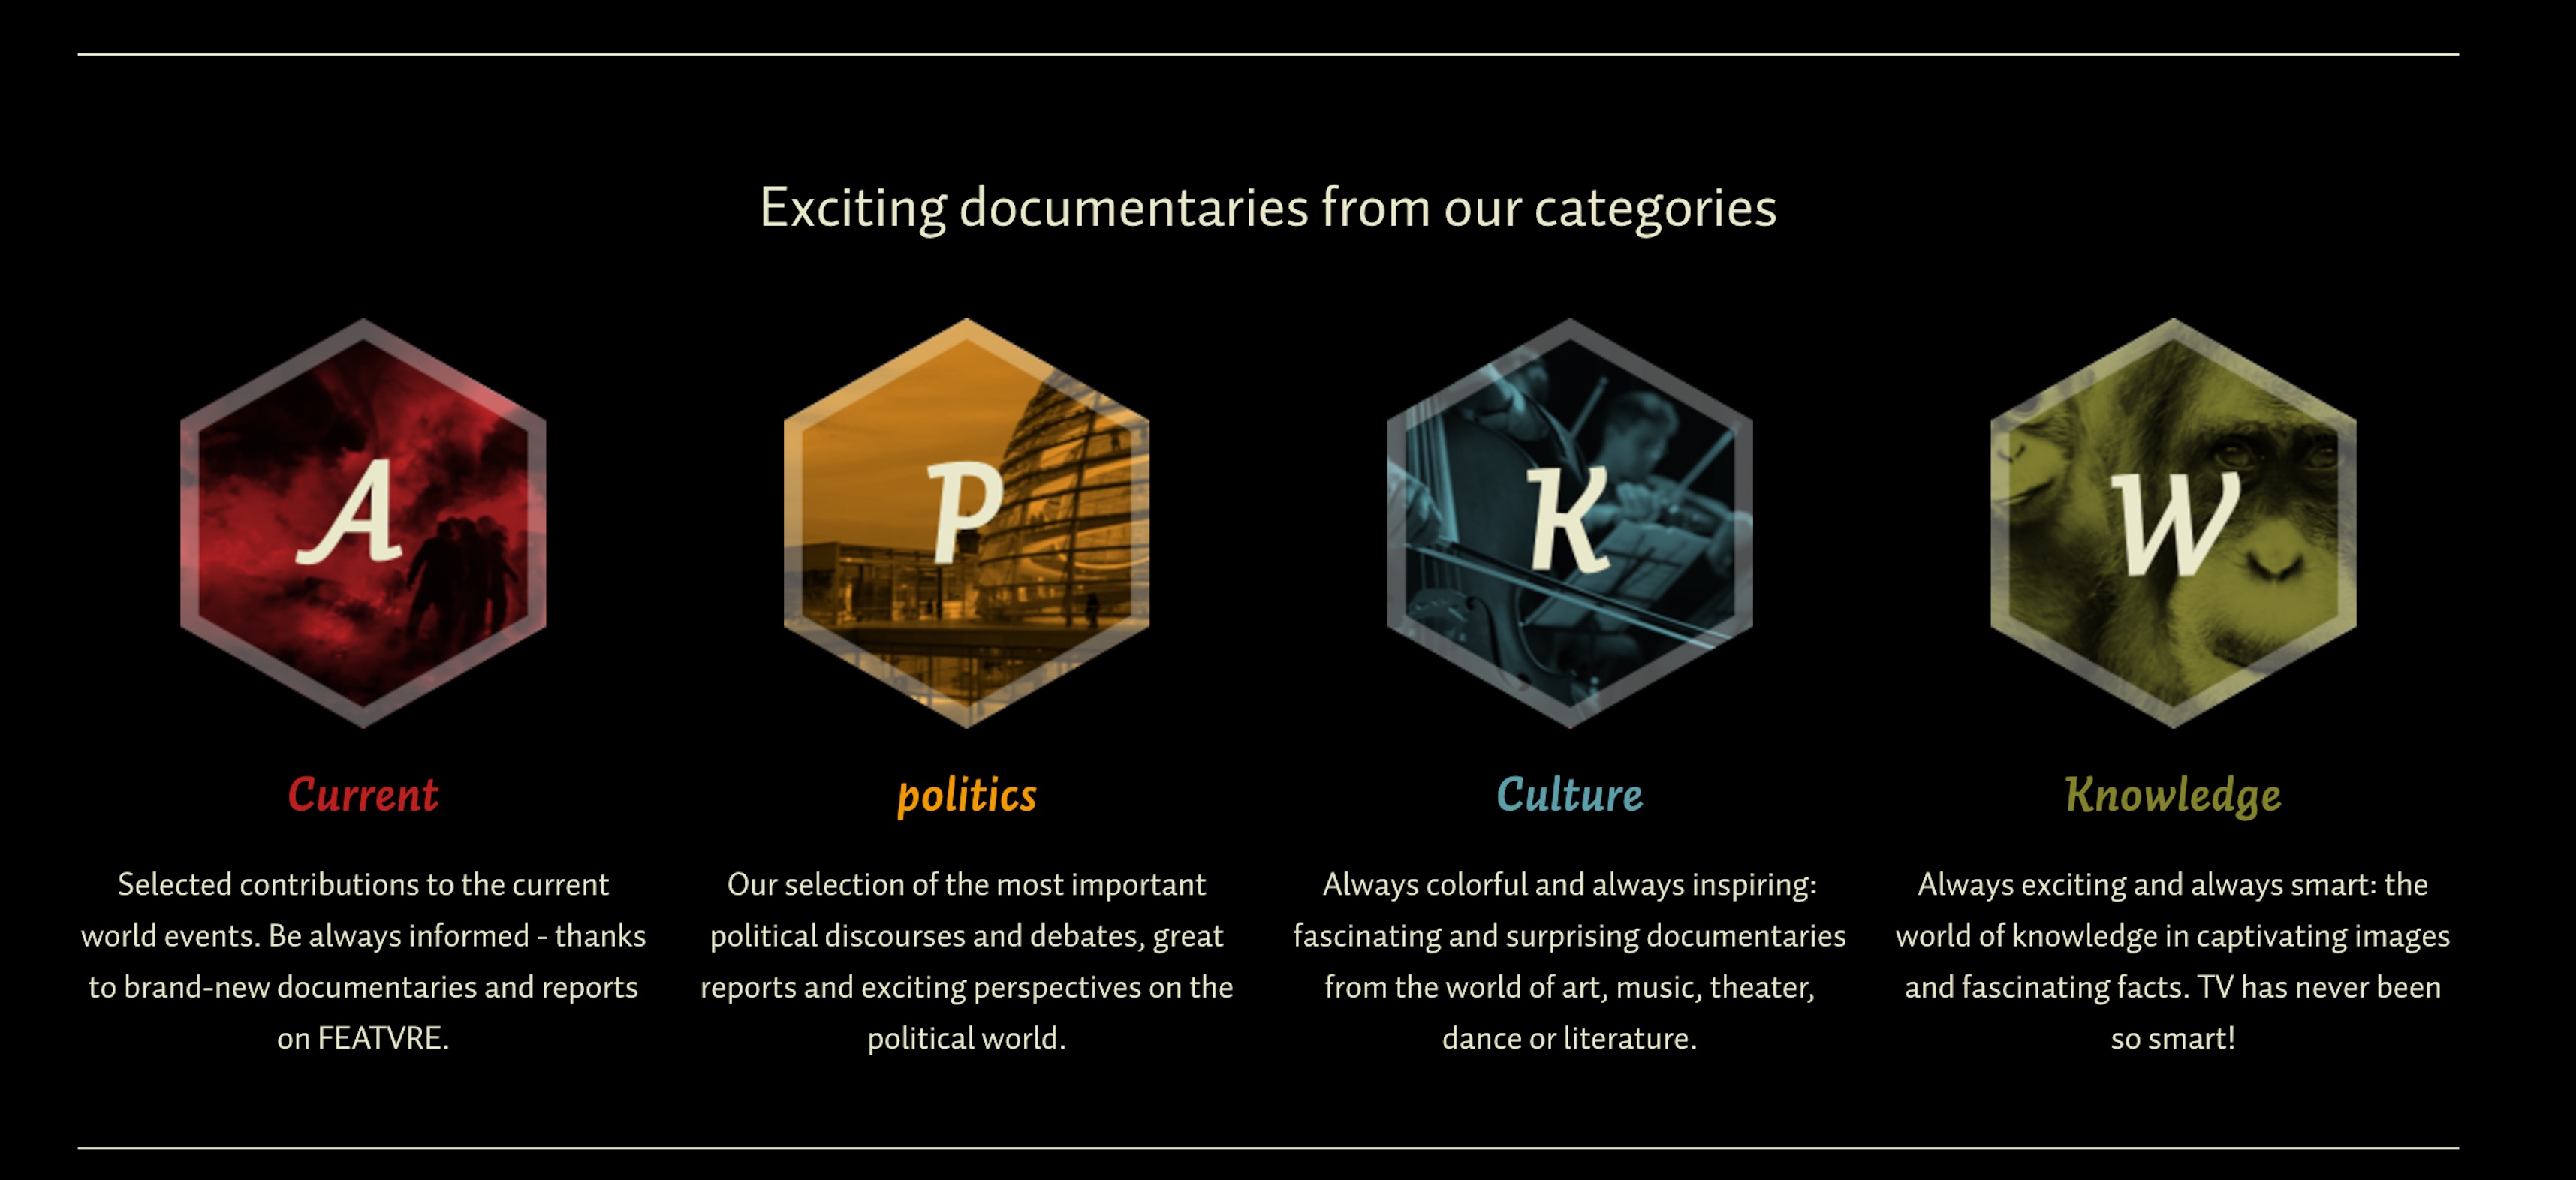 Exciting documentaries from our categories
A
P
K
W
Current
politics
Culture
Knowledge
Selected contributions to the current
world events. Be always informed - thanks
to brand-new documentaries and reports
on FEATVRE.
Our selection of the most important
political discourses and debates, great
reports and exciting perspectives on the
political world.
Always colorful and always inspiring:
fascinating and surprising documentaries
from the world of art, music, theater,
dance or literature.
Always exciting and always smart: the
world of knowledge in captivating images
and fascinating facts. TV has never been
so smart!